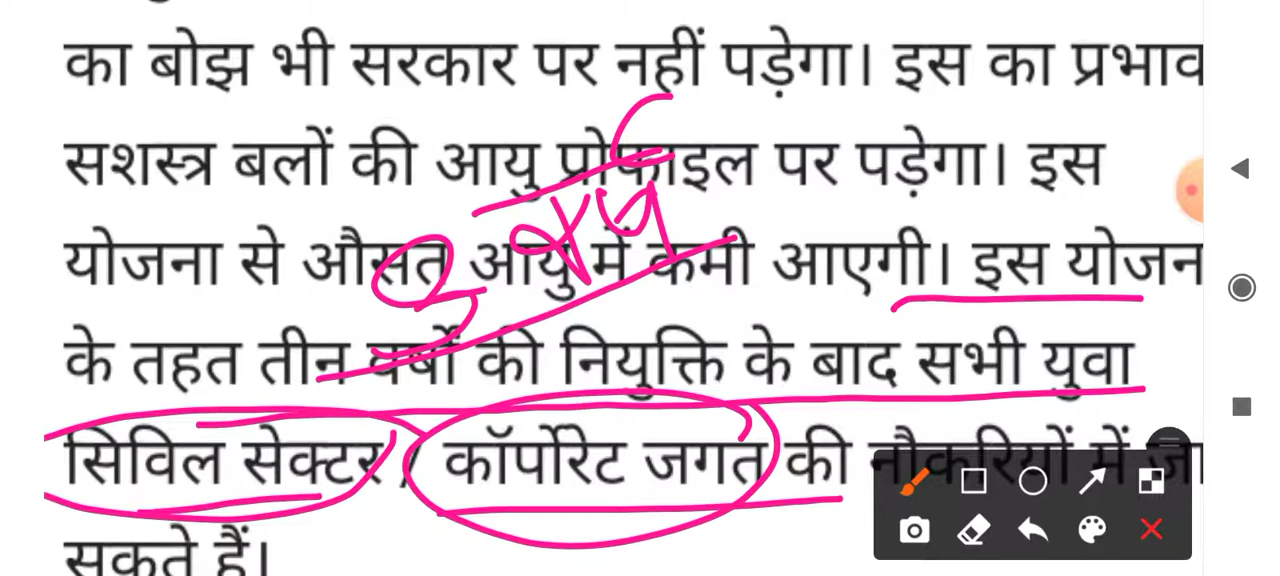 का बोझ भी सरकार पर नहीं पड़ेगा। इस का प्रभाव
सशस्त्र बलों की आयु प्रोफाइल पर पड़ेगा। इस
योजना से औसत आयु में कमी आएगी। इस योजन
के तहत तीन वर्षो की नियुक्ति के बाद सभी युवा
सिविल सेक्टर / कॉर्पोरेट जगत की नौकरियों में जा
सकते हैं।